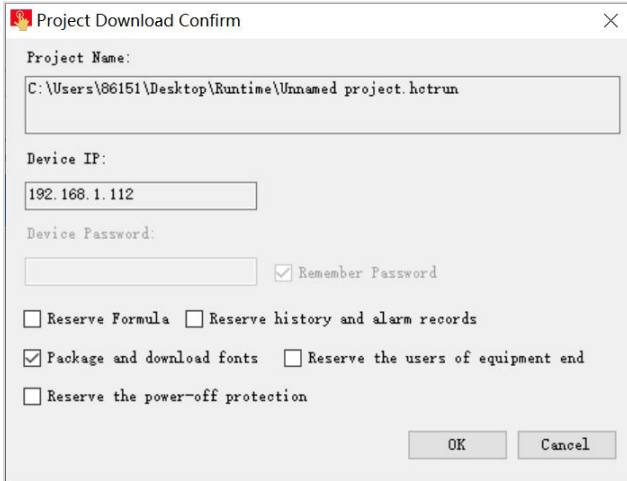 Project Download Confirm
Project Name:
C:\Users\86151\Desktop\Runtime\Unnamed project.hctrun
Device IP:
192.168.1.112
Device Password:
Remember Password
Reserve Formula Reserve history and alarm records
Package and download fonts Reserve the users of equipment end
Reserve the power-off protection
OK Cancel